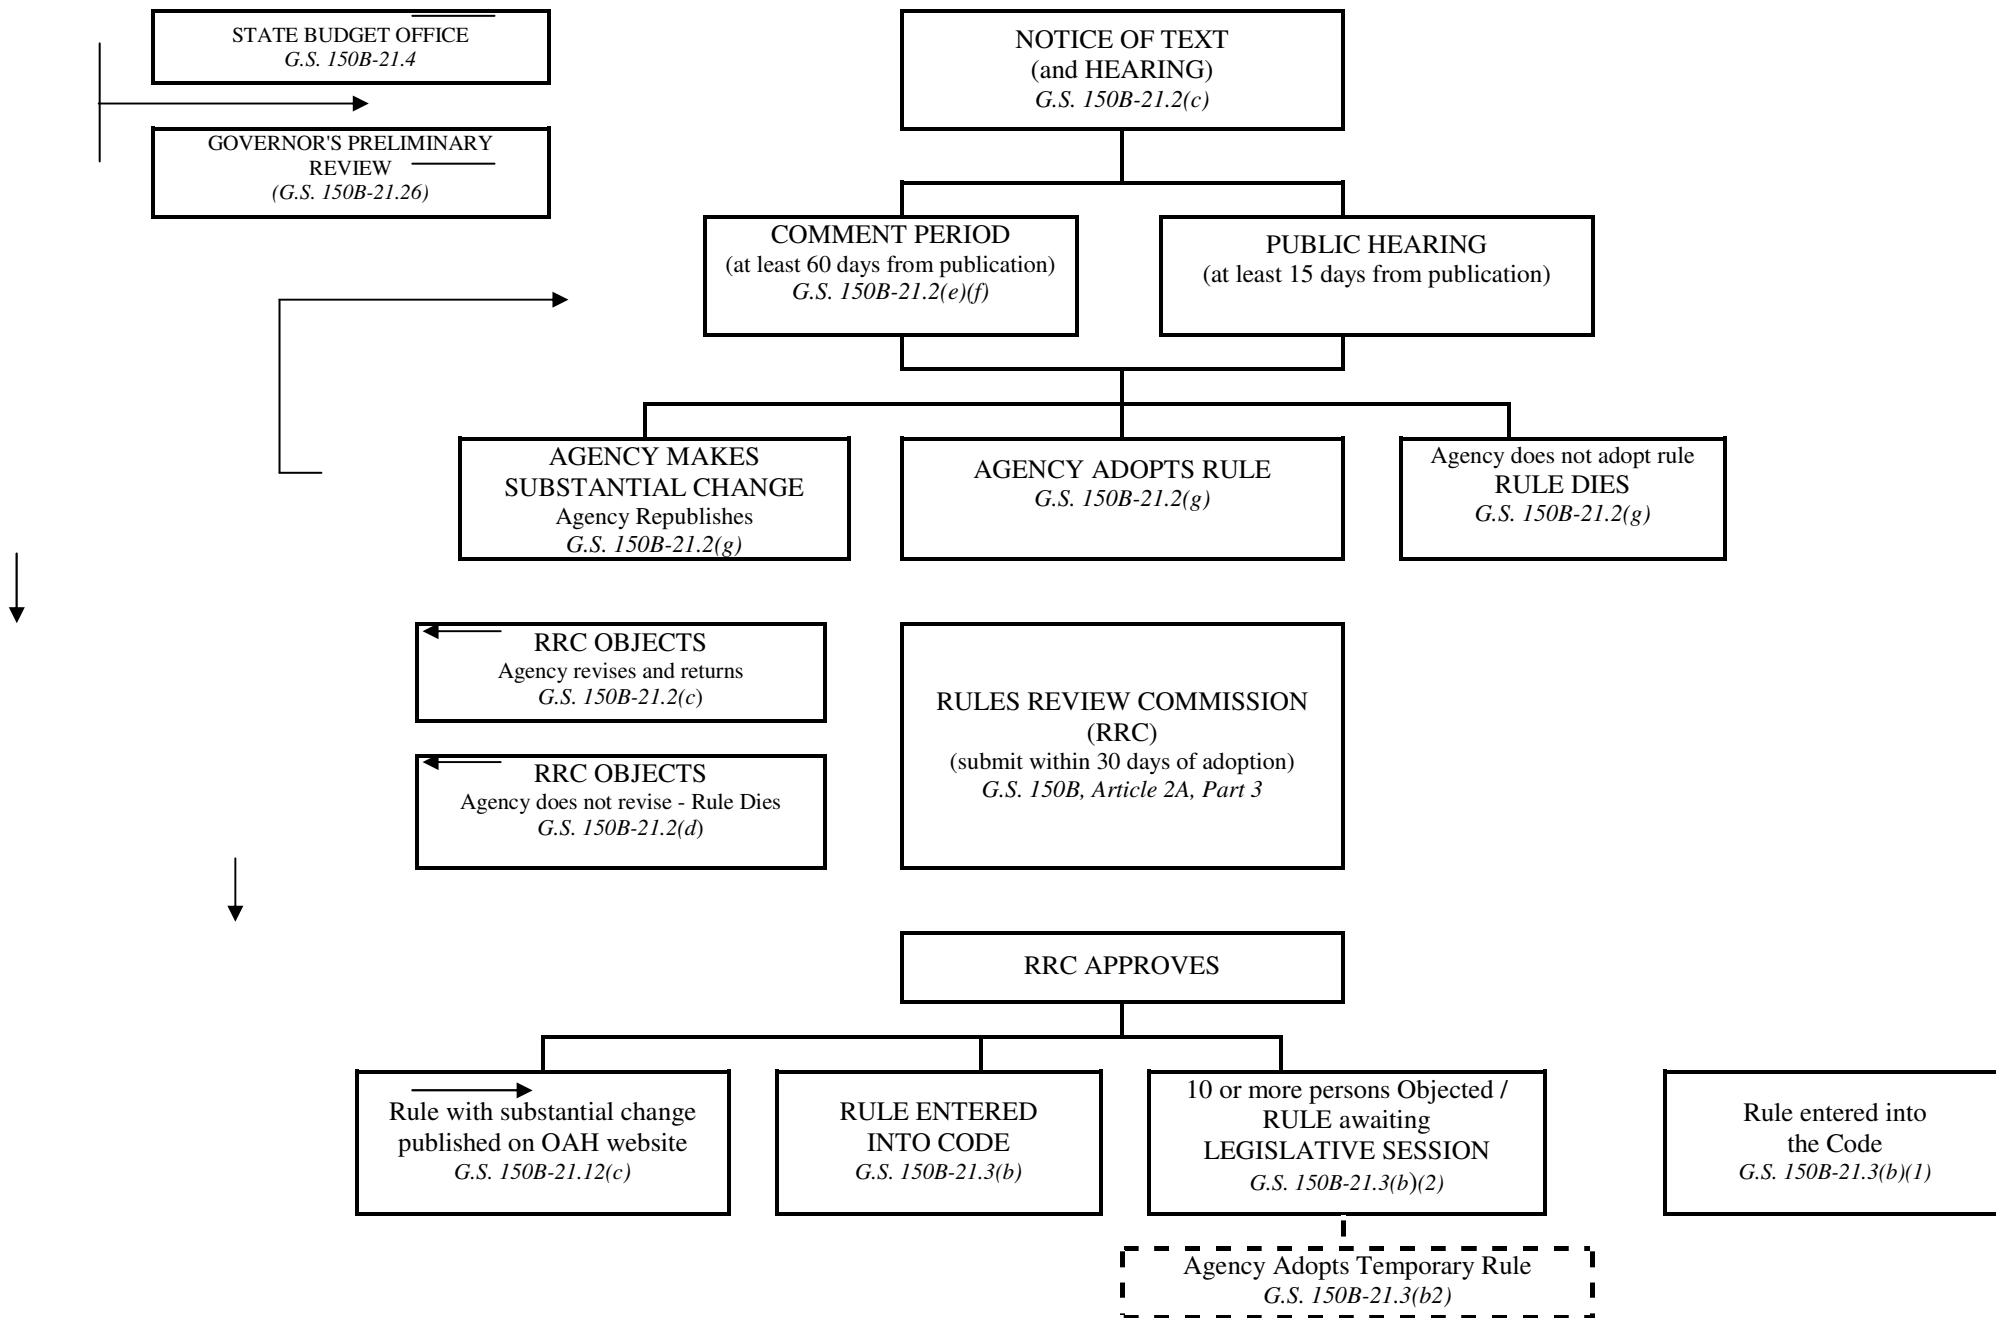 STATE BUDGET OFFICE
G.S. 150B-21.4
GOVERNOR'S PRELIMINARY
REVIEW
(G.S. 150B-21.26)
NOTICE OF TEXT
(and HEARING)
G.S. 150B-21.2(c)
COMMENT PERIOD
(at least 60 days from publication)
G.S. 150B-21.2(e)(f)
PUBLIC HEARING
(at least 15 days from publication)
AGENCY MAKES
SUBSTANTIAL CHANGE
Agency Republishes
G.S. 150B-21.2(g)
AGENCY ADOPTS RULE
G.S. 150B-21.2(g)
Agency does not adopt rule
RULE DIES
G.S. 150B-21.2(g)
RRC OBJECTS
Agency revises and returns
G.S. 150B-21.2(c)
RRC OBJECTS
Agency does not revise - Rule Dies
G.S. 150B-21.2(d)
RULES REVIEW COMMISSION
(RRC)
(submit within 30 days of adoption)
G.S. 150B, Article 2A, Part 3
RRC APPROVES
Rule with substantial change
published on OAH website
G.S. 150B-21.12(c)
RULE ENTERED
INTO CODE
G.S. 150B-21.3(b)
10 or more persons Objected /
RULE awaiting
LEGISLATIVE SESSION
G.S. 150B-21.3(b)(2)
Rule entered into
the Code
G.S. 150B-21.3(b)(1)
Agency Adopts Temporary Rule
G.S. 150B-21.3(b2)